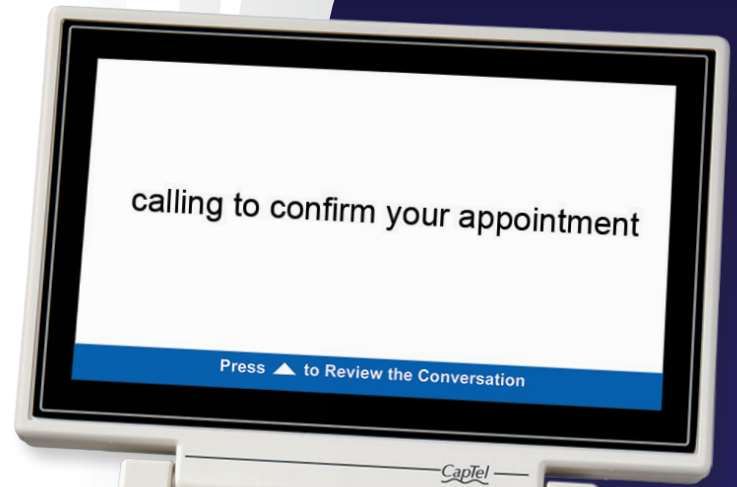 calling to confirm your appointment
Press ▲ to Review the Conversation
CapTel